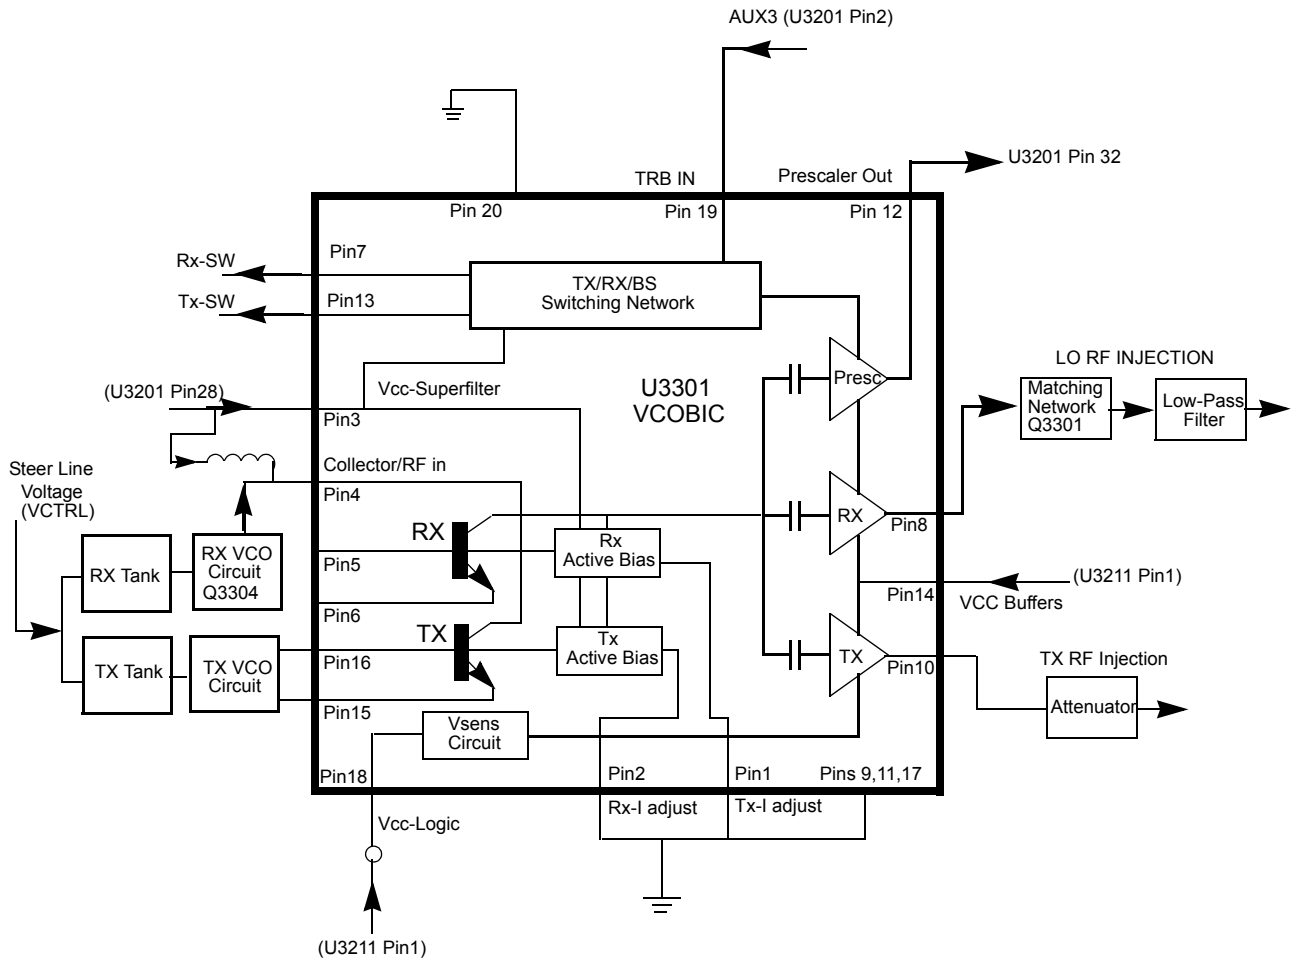 AUX3 (U3201 Pin2)
U3201 Pin 32
TRB IN
Prescaler Out
Pin 20
Pin 19
Pin 12
Pin7
Rx-SW
Pin13
Tx-SW
TX/RX/BS
Switching Network
(U3201 Pin28)
Vcc-Superfilter
Pin3
U3301
VCOBIC
Presc
LO RF INJECTION
Matching
Network
Q3301
Low-Pass
Filter
Steer Line
Voltage
(VCTRL)
Collector/RF in
Pin4
RX
Rx
Active Bias
RX
Pin8
RX Tank
RX VCO
Circuit
Q3304
Pin5
Pin6
(U3211 Pin1)
Pin14
VCC Buffers
TX Tank
TX VCO
Circuit
Pin16
TX
Tx
Active Bias
TX
Pin10
TX RF Injection
Attenuator
Pin15
Vsens
Circuit
Pin18
Pin2
Pin1
Pins 9,11,17
Rx-I adjust
Tx-I adjust
Vcc-Logic
(U3211 Pin1)